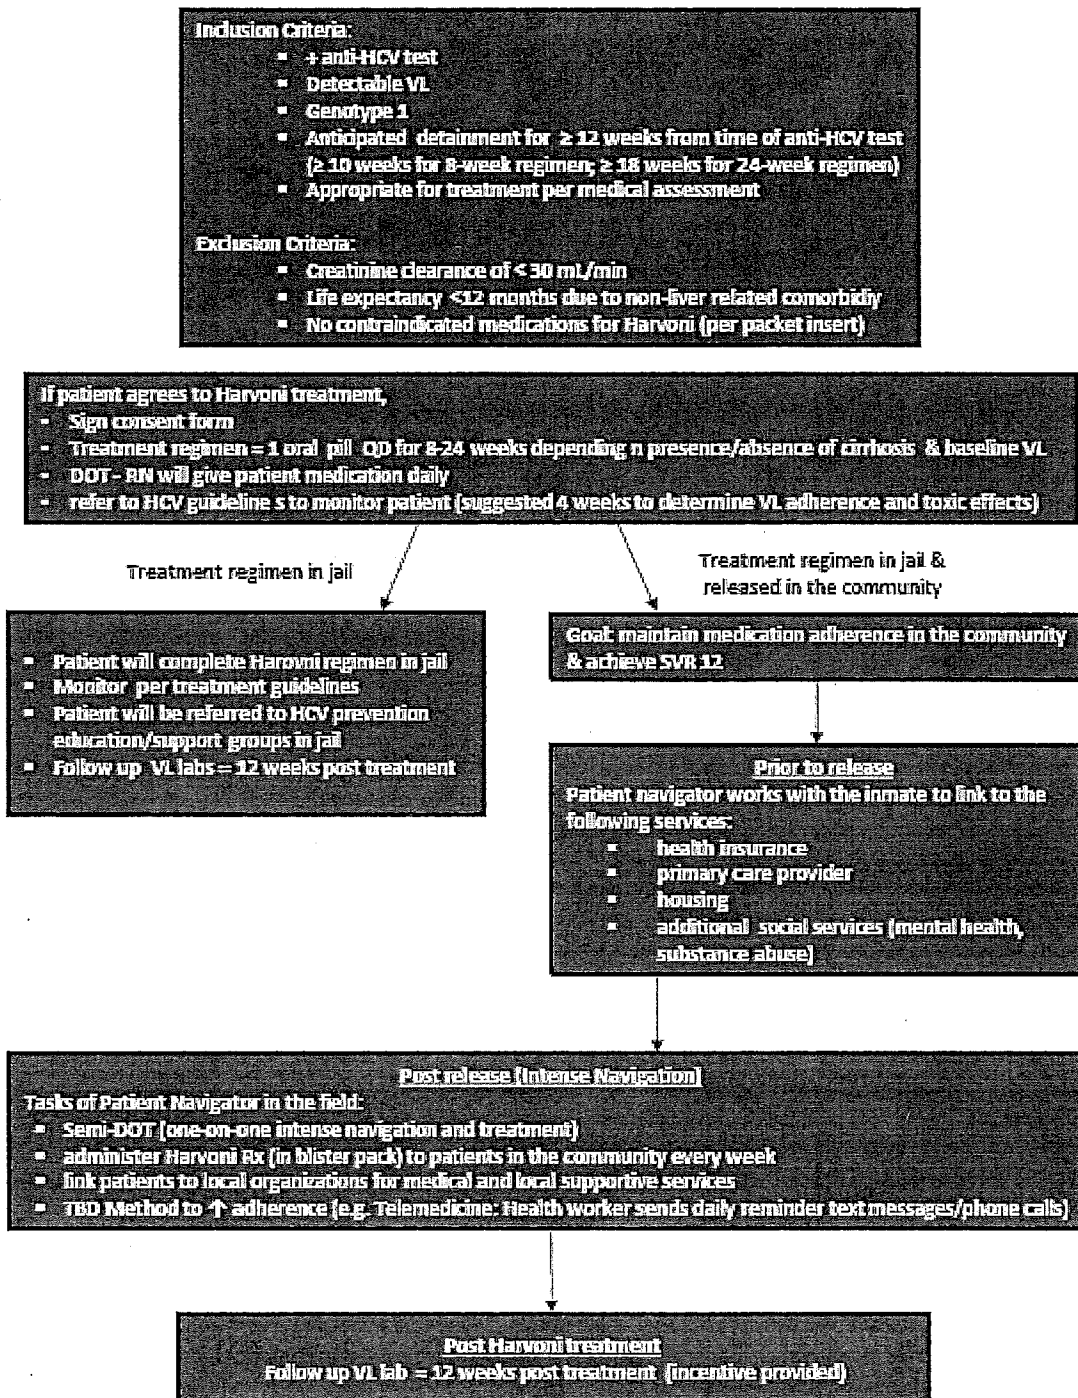 Inclusion Criteria:
▪ + anti-HCV test
▪ Detectable VL
▪ Genotype 1
▪ Anticipated detainment for ≥ 12 weeks from time of anti-HCV test
(≥ 10 weeks for 8-week regimen; ≥ 18 weeks for 24-week regimen)
▪ Appropriate for treatment per medical assessment
Exclusion Criteria:
▪ Creatinine clearance of < 30 mL/min
▪ Life expectancy <12 months due to non-liver related comorbidiy
▪ No contraindicated medications for Harvoni (per packet insert)
If patient agrees to Harvoni treatment,
- Sign consent form
- Treatment regimen = 1 oral pill QD for 8-24 weeks depending n presence/absence of cirrhosis & baseline VL
- DOT - RN will give patient medication daily
- refer to HCV guideline s to monitor patient (suggested 4 weeks to determine VL adherence and toxic effects)
Treatment regimen in jail
Treatment regimen in jail &
released in the community
▪ Patient will complete Harovni regimen in jail
▪ Monitor per treatment guidelines
▪ Patient will be referred to HCV prevention
education/support groups in jail
▪ Follow up VL labs = 12 weeks post treatment
Goal: maintain medication adherence in the community
& achieve SVR 12
Prior to release
Patient navigator works with the inmate to link to the
following services:
▪ health insurance
▪ primary care provider
▪ housing
▪ additional social services (mental health,
substance abuse)
Post release (Intense Navigation)
Tasks of Patient Navigator in the field:
▪ Semi-DOT (one-on-one intense navigation and treatment)
▪ administer Harvoni Rx (in blister pack) to patients in the community every week
▪ link patients to local organizations for medical and local supportive services
▪ TBD Method to ↑ adherence (e.g. Telemedicine: Health worker sends daily reminder text messages/phone calls)
Post Harvoni treatment
Follow up VL lab = 12 weeks post treatment (incentive provided)